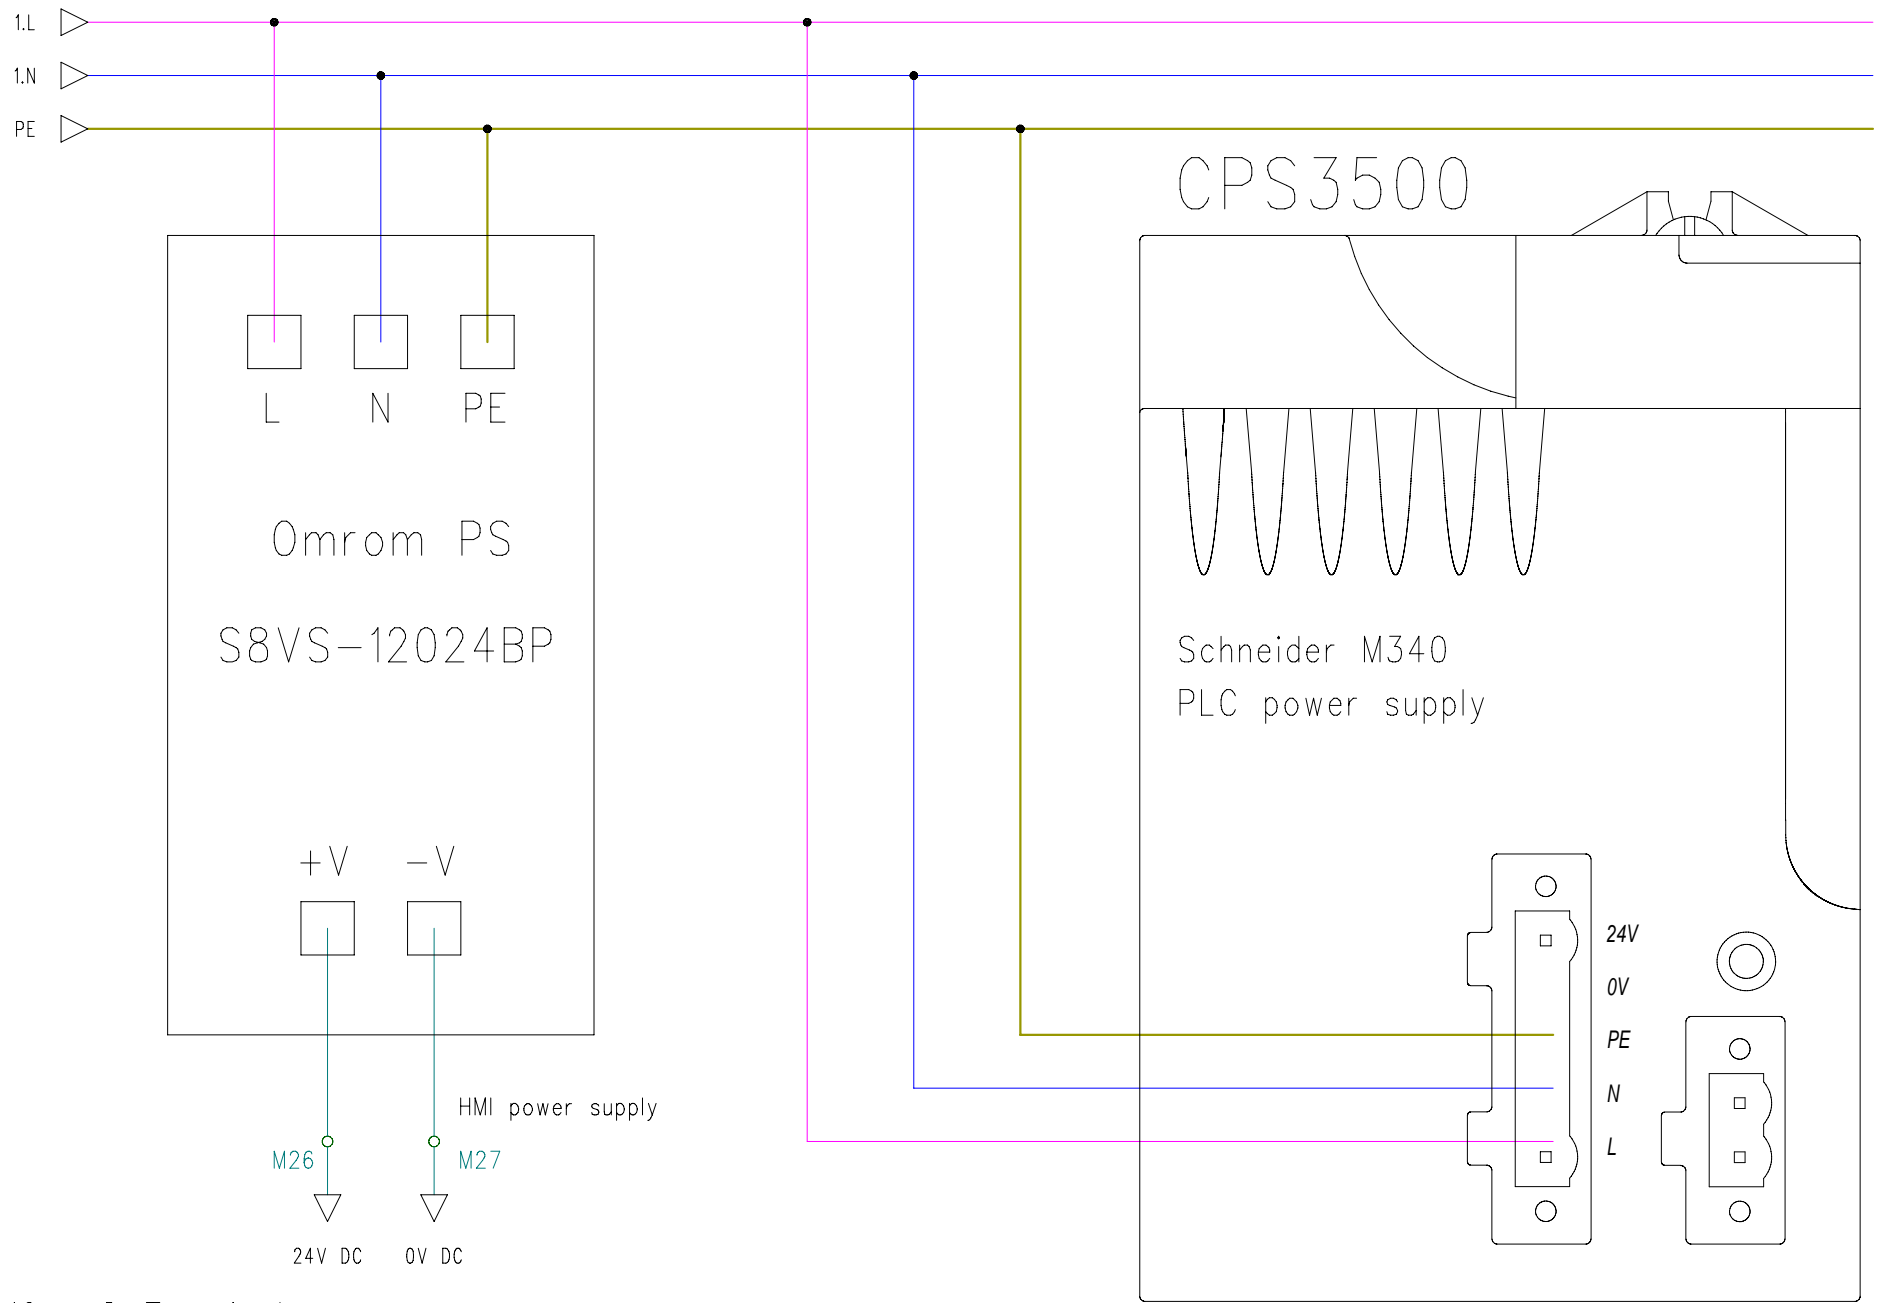 1.L
1.N
PE
CPS3500
L N PE
Omrom PS
S8VS-12024BP
Schneider M340
PLC power supply
+V -V
24V
0V
PE
N
L
HMI power supply
M26 M27
24V DC 0V DC